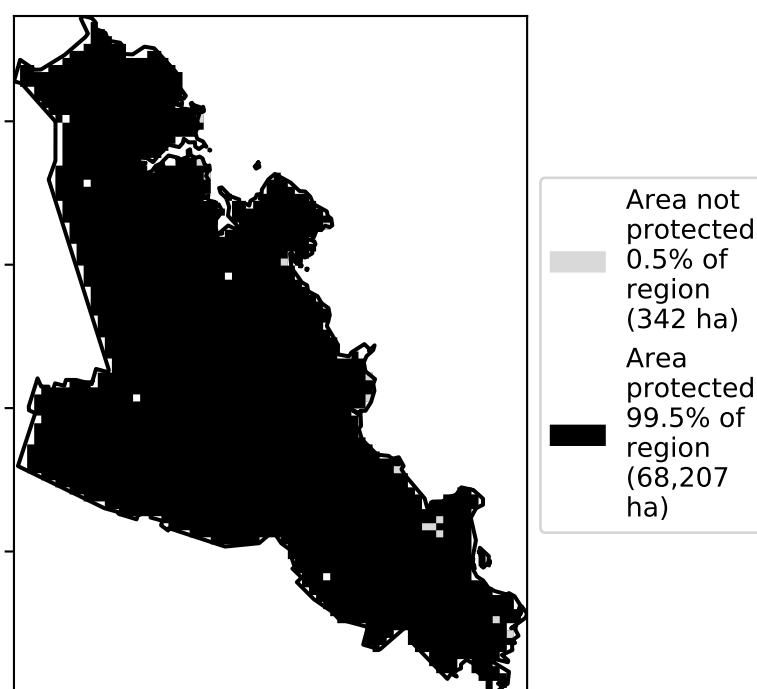 Area not
protected
0.5% of
region
(342 ha)
Area
protected
99.5% of
region
(68,207
ha)